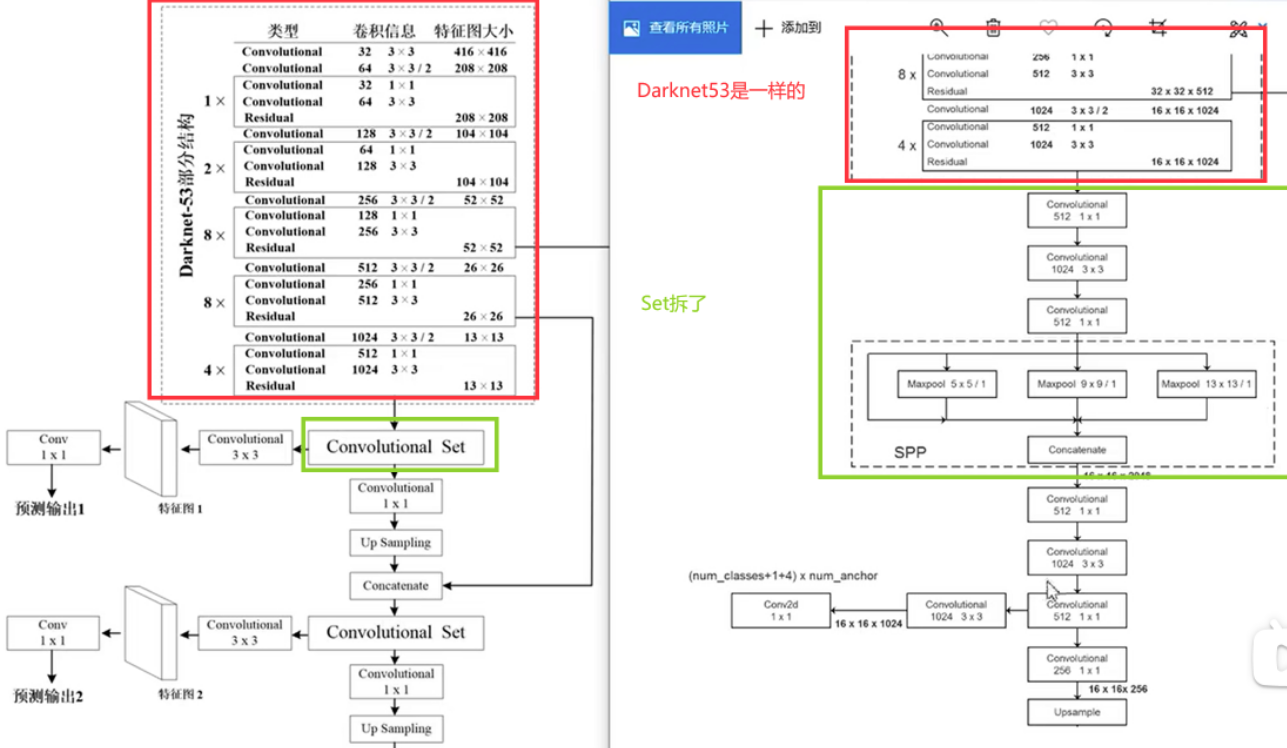 类型 卷积信息 特征图大小
Convolutional 32 3×3 416×416
Convolutional 64 3×3/2 208×208
Convolutional 32 1×1
1× Convolutional 64 3×3
Residual 208×208
Convolutional 128 3×3/2 104×104
Convolutional 64 1×1
2× Convolutional 128 3×3
Residual 104×104
Convolutional 256 3×3/2 52×52
Convolutional 128 1×1
8× Convolutional 256 3×3
Residual 52×52
Convolutional 512 3×3/2 26×26
Convolutional 256 1×1
8× Convolutional 512 3×3
Residual 26×26
Convolutional 1024 3×3/2 13×13
Convolutional 512 1×1
4× Convolutional 1024 3×3
Residual 13×13
Darknet-53部分结构
Convolutional Set
Convolutional
3 x 3
特征图1
Conv
1 x 1
预测输出1
Convolutional
1 x 1
Up Sampling
Concatenate
Convolutional Set
Convolutional
3 x 3
特征图2
Conv
1 x 1
预测输出2
Convolutional
1 x 1
Up Sampling
查看所有照片 添加到
Darknet53是一样的
Convolutional 256 1 x 1
8 x Convolutional 512 3 x 3
Residual 32 x 32 x 512
Convolutional 1024 3 x 3 / 2 16 x 16 x 1024
Convolutional 512 1 x 1
4 x Convolutional 1024 3 x 3
Residual 16 x 16 x 1024
Set拆了
Convolutional
512 1 x 1
Convolutional
1024 3 x 3
Convolutional
512 1 x 1
Maxpool 5 x 5 / 1
Maxpool 9 x 9 / 1
Maxpool 13 x 13 / 1
SPP
Concatenate
16 x 16 x 2048
Convolutional
512 1 x 1
Convolutional
1024 3 x 3
(num_classes+1+4) x num_anchor
Conv2d
1 x 1
16 x 16 x 1024
Convolutional
1024 3 x 3
Convolutional
512 1 x 1
Convolutional
256 1 x 1
16 x 16x 256
Upsample